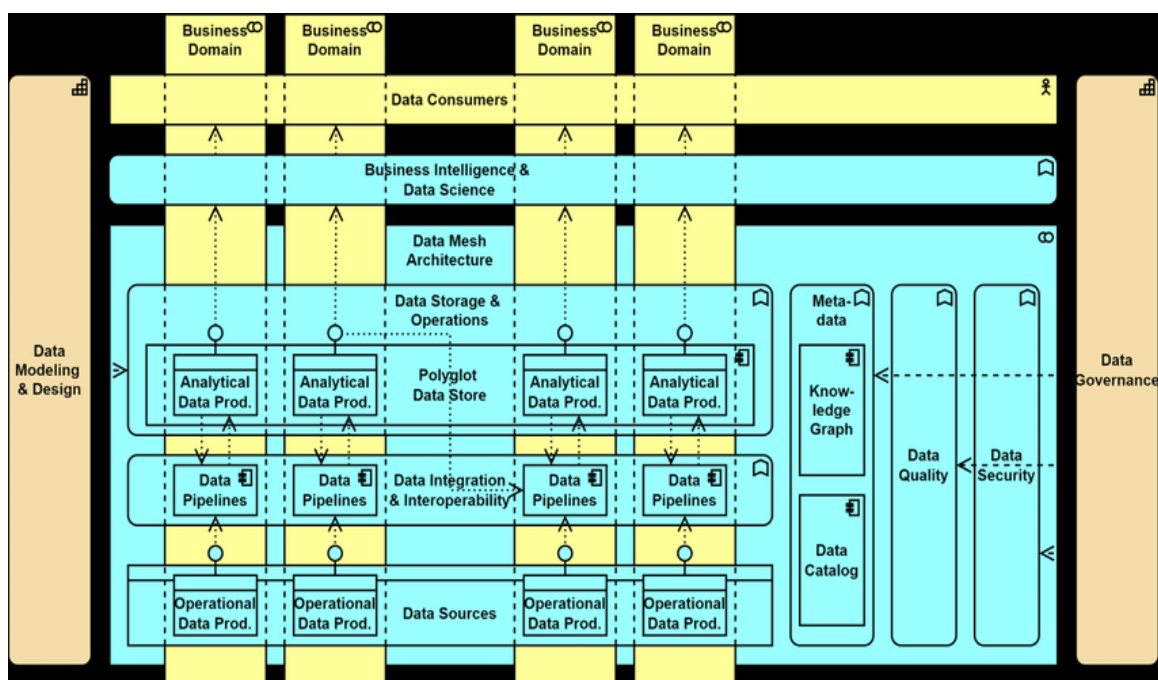 Business
Domain
Business
Domain
Business
Domain
Business
Domain
Data Consumers
Business Intelligence &
Data Science
Data Mesh
Architecture
Data
Modeling
& Design
Data Storage &
Operations
Polyglot
Data Store
Analytical
Data Prod.
Analytical
Data Prod.
Analytical
Data Prod.
Analytical
Data Prod.
Data
Pipelines
Data
Pipelines
Data Integration
& Interoperability
Data
Pipelines
Data
Pipelines
Operational
Data Prod.
Operational
Data Prod.
Data Sources
Operational
Data Prod.
Operational
Data Prod.
Meta-
data
Know-
ledge
Graph
Data
Catalog
Data
Quality
Data
Security
Data
Governance